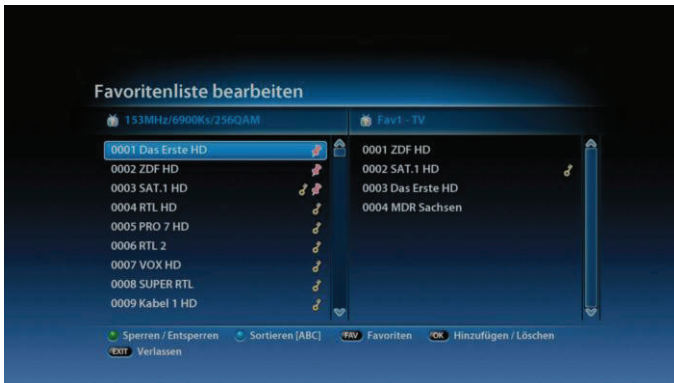 Favoritenliste bearbeiten
153MHz/6900Ks/256QAM
Fav1 - TV
0001 Das Erste HD
0002 ZDF HD
0003 SAT.1 HD
0004 RTL HD
0005 PRO 7 HD
0006 RTL 2
0007 VOX HD
0008 SUPER RTL
0009 Kabel 1 HD
0001 ZDF HD
0002 SAT.1 HD
0003 Das Erste HD
0004 MDR Sachsen
Sperren / Entsperren Sortieren [ABC] FAV Favoriten OK Hinzufügen / Löschen
EXIT Verlassen